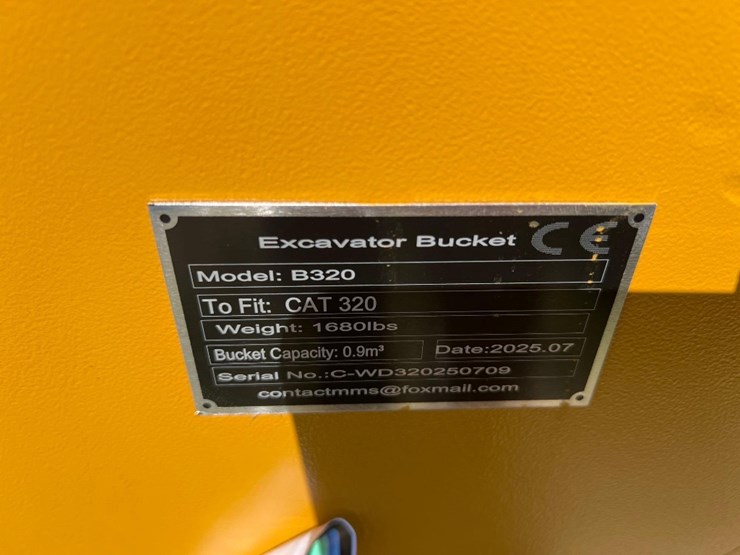 Excavator Bucket CE
Model: B320
To Fit: CAT 320
Weight: 1680lbs
Bucket Capacity: 0.9m³ Date:2025.07
Serial No.:C-WD320250709
contactmms@foxmail.com